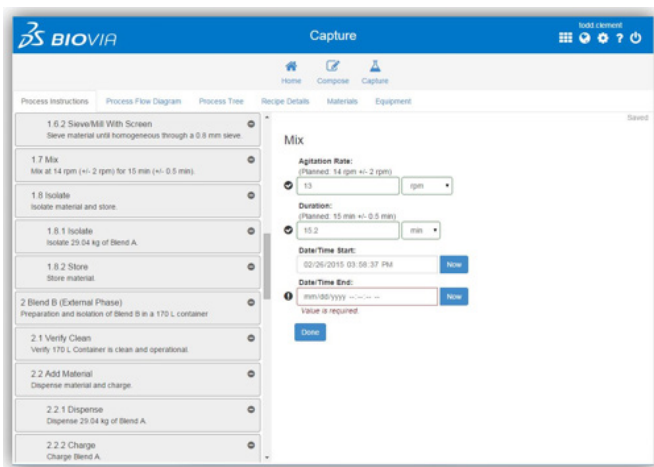 BIOVIA
Capture
todd.clement
Home Compose Capture
Process Instructions Process Flow Diagram Process Tree Recipe Details Materials Equipment
Saved
1.6.2 Sieve/Mill With Screen
Sieve material until homogeneous through a 0.8 mm sieve.
1.7 Mix
Mix at 14 rpm (+/- 2 rpm) for 15 min (+/- 0.5 min).
1.8 Isolate
Isolate material and store.
1.8.1 Isolate
Isolate 29.04 kg of Blend A.
1.8.2 Store
Store material.
2 Blend B (External Phase)
Preparation and isolation of Blend B in a 170 L container
2.1 Verify Clean
Verify 170 L Container is clean and operational.
2.2 Add Material
Dispense material and charge.
2.2.1 Dispense
Dispense 29.04 kg of Blend A.
2.2.2 Charge
Charge Blend A.
Mix
Agitation Rate:
(Planned: 14 rpm +/- 2 rpm)
13 rpm
Duration:
(Planned: 15 min +/- 0.5 min)
15.2 min
Date/Time Start:
02/26/2015 03:58:37 PM Now
Date/Time End:
mm/dd/yyyy --:--:-- -- Now
Value is required
Done